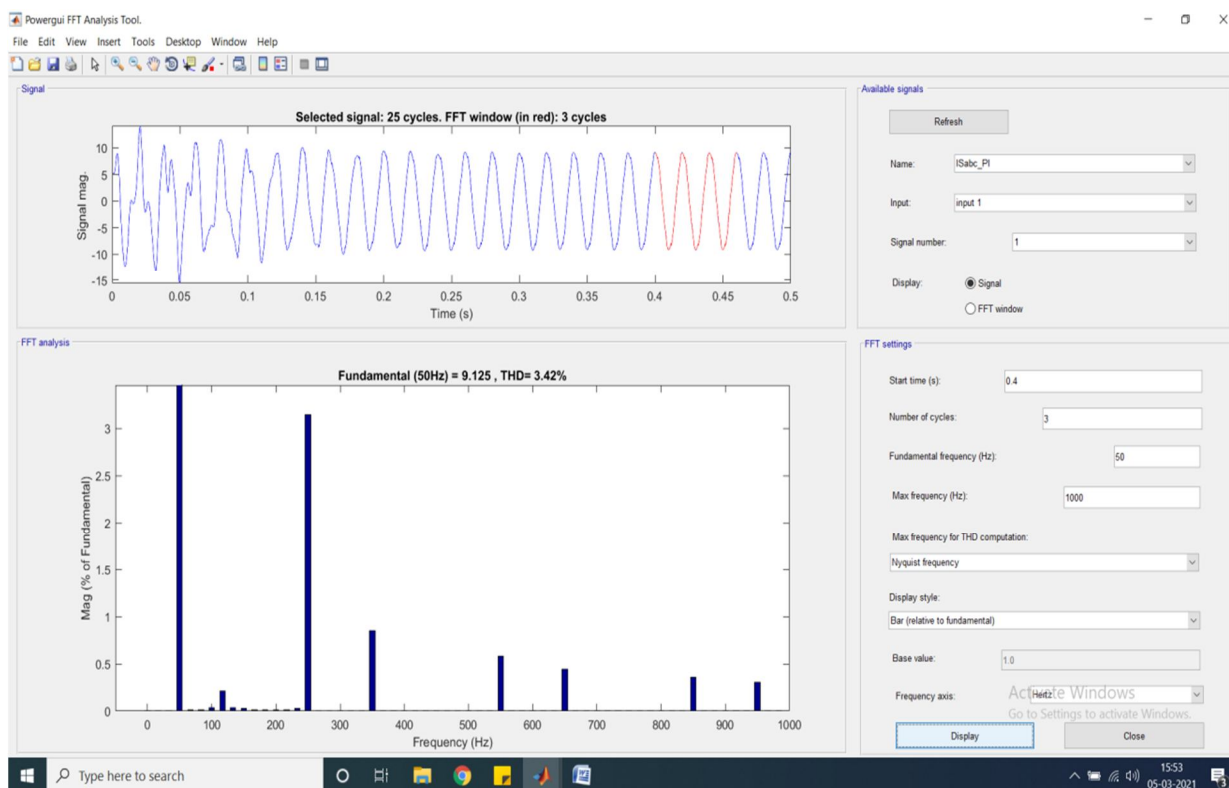 Powergui FFT Analysis Tool.
File Edit View Insert Tools Desktop Window Help
Signal
Selected signal: 25 cycles. FFT window (in red): 3 cycles
Signal mag.
10
5
0
-5
-10
-15
0 0.05 0.1 0.15 0.2 0.25 0.3 0.35 0.4 0.45 0.5
Time (s)
FFT analysis
Fundamental (50Hz) = 9.125 , THD= 3.42%
Mag (% of Fundamental)
3
2.5
2
1.5
1
0.5
0
0 100 200 300 400 500 600 700 800 900 1000
Frequency (Hz)
Available signals
Refresh
Name: ISabc_PI
Input: input 1
Signal number: 1
Display: Signal
FFT window
FFT settings
Start time (s): 0.4
Number of cycles: 3
Fundamental frequency (Hz): 50
Max frequency (Hz): 1000
Max frequency for THD computation:
Nyquist frequency
Display style:
Bar (relative to fundamental)
Base value: 1.0
Frequency axis: Hertz
Activate Windows
Go to Settings to activate Windows.
Display Close
Type here to search
15:53
05-03-2021
3